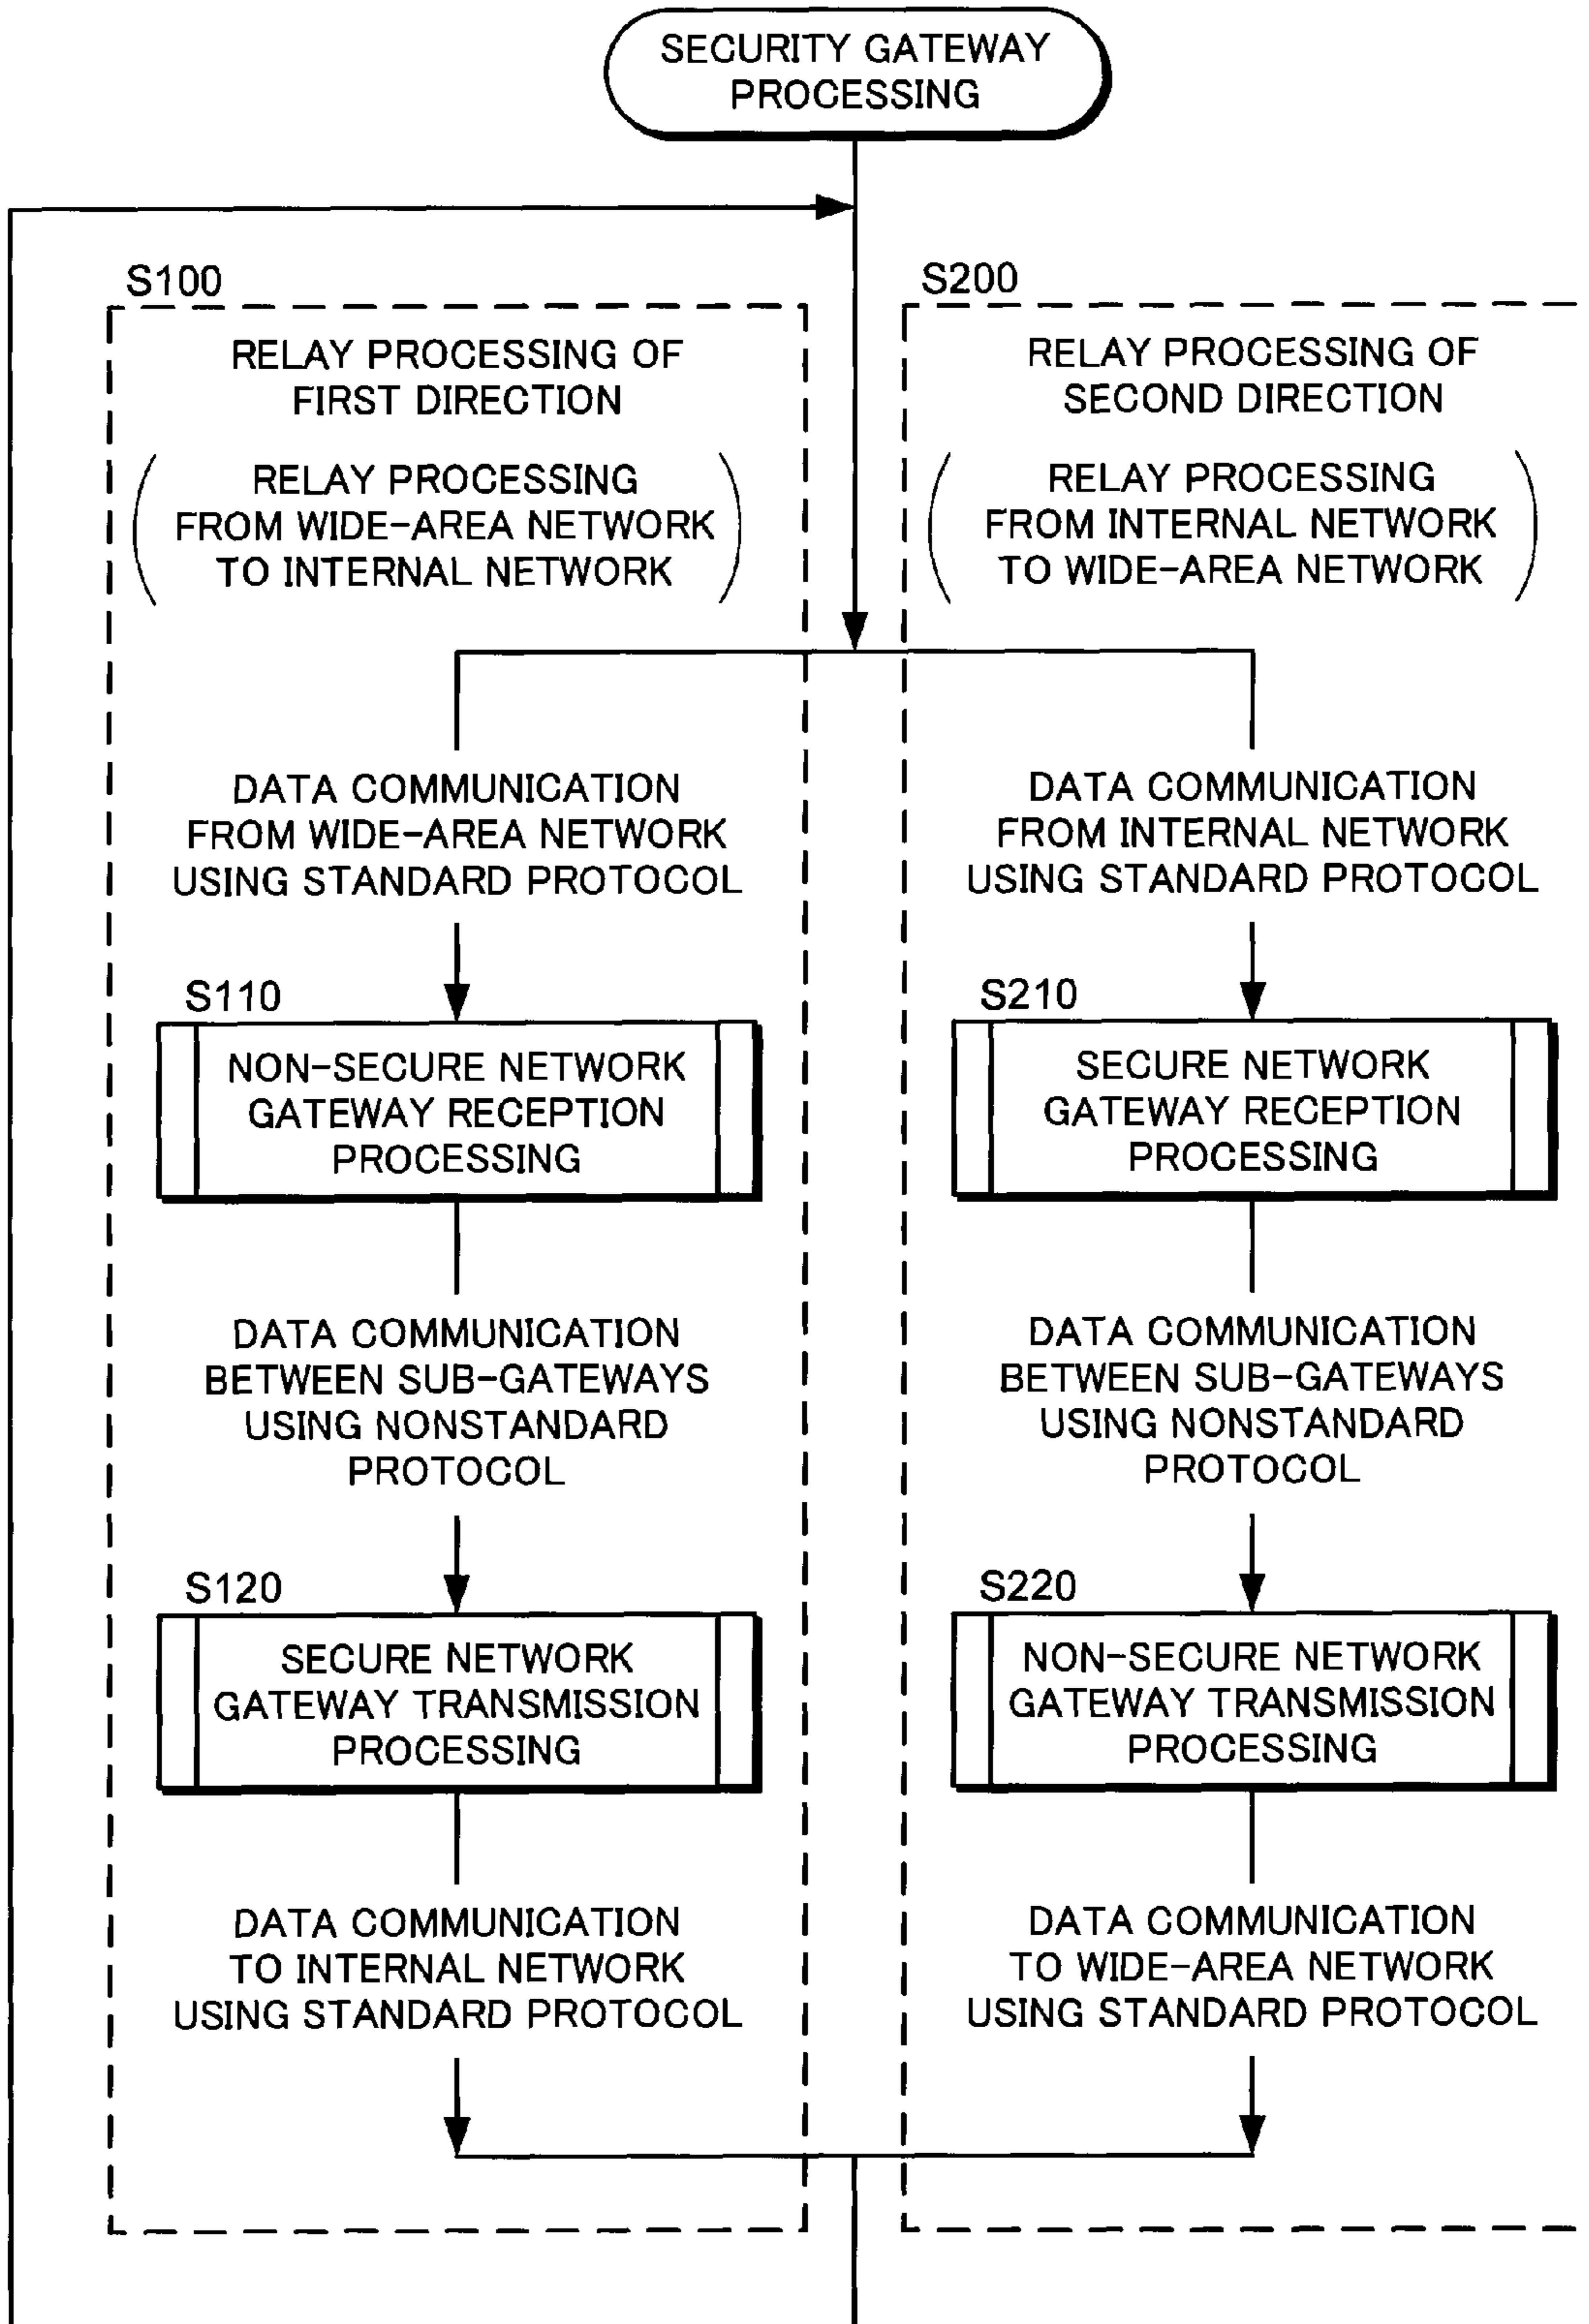 SECURITY GATEWAY
PROCESSING
S100
RELAY PROCESSING OF
FIRST DIRECTION
RELAY PROCESSING
FROM WIDE-AREA NETWORK
TO INTERNAL NETWORK
DATA COMMUNICATION
FROM WIDE-AREA NETWORK
USING STANDARD PROTOCOL
S110
NON-SECURE NETWORK
GATEWAY RECEPTION
PROCESSING
DATA COMMUNICATION
BETWEEN SUB-GATEWAYS
USING NONSTANDARD
PROTOCOL
S120
SECURE NETWORK
GATEWAY TRANSMISSION
PROCESSING
DATA COMMUNICATION
TO INTERNAL NETWORK
USING STANDARD PROTOCOL
S200
RELAY PROCESSING OF
SECOND DIRECTION
RELAY PROCESSING
FROM INTERNAL NETWORK
TO WIDE-AREA NETWORK
DATA COMMUNICATION
FROM INTERNAL NETWORK
USING STANDARD PROTOCOL
S210
SECURE NETWORK
GATEWAY RECEPTION
PROCESSING
DATA COMMUNICATION
BETWEEN SUB-GATEWAYS
USING NONSTANDARD
PROTOCOL
S220
NON-SECURE NETWORK
GATEWAY TRANSMISSION
PROCESSING
DATA COMMUNICATION
TO WIDE-AREA NETWORK
USING STANDARD PROTOCOL